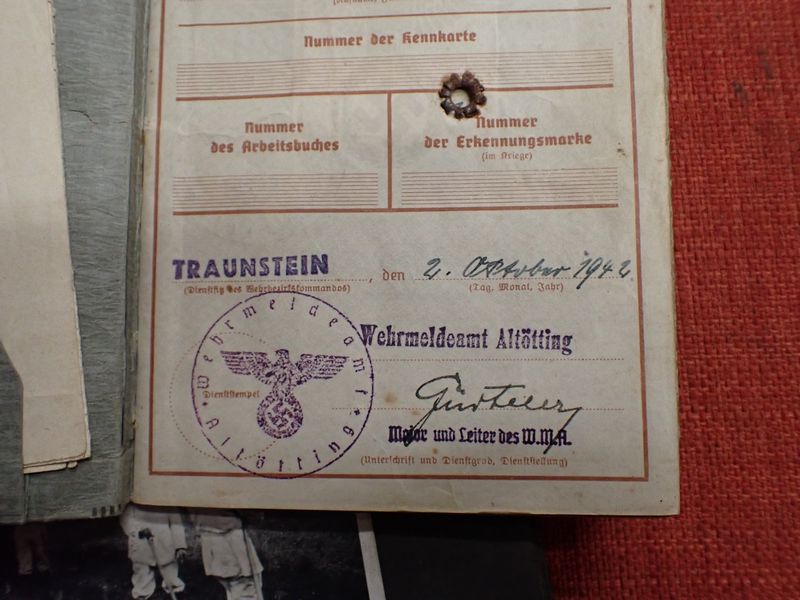 Nummer der Kennkarte
Nummer
des Arbeitsbuches
Nummer
der Erkennungsmarke
(im Kriege)
TRAUNSTEIN, den 2. Oktober 1942
(Dienstsitz des Wehrbezirkskommandos)
(Tag, Monat, Jahr)
Wehrmeldeamt Altötting
Dienststempel
Wehrmeldeamt
Altötting
Major und Leiter des W.M.A.
(Unterschrift und Dienstgrad, Dienststellung)